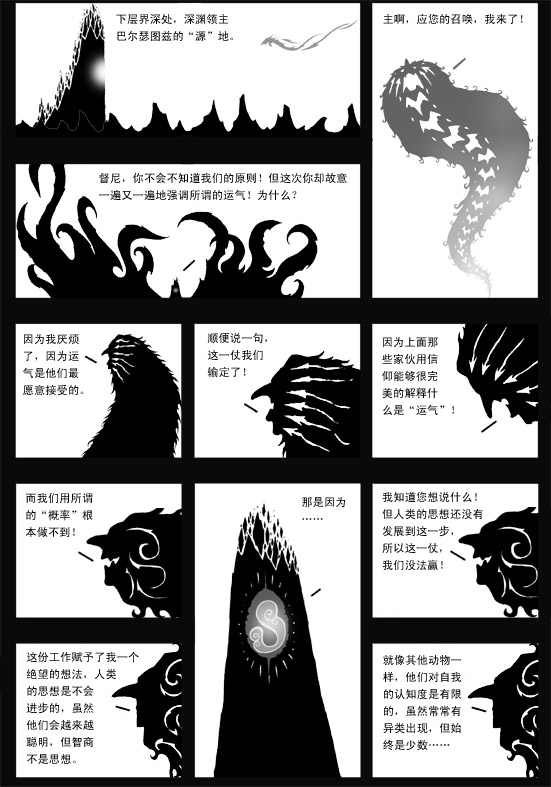 下层界深处，深渊领主
巴尔瑟图兹的“源”地。
主啊，应您的召唤，我来了！
督尼，你不会不知道我们的原则！但这次你却故意
一遍又一遍地强调所谓的运气！为什么？
因为我厌烦
了，因为运
气是他们最
愿意接受的。
顺便说一句，
这一仗我们
输定了！
因为上面那
些家伙用信
仰能够很完
美的解释什
么是“运气”！
而我们用所谓
的“概率”根
本做不到！
那是因为
……
我知道您想说什么！
但人类的思想还没有
发展到这一步，
所以这一仗，
我们没法赢！
这份工作赋予了我一个
绝望的想法，人类
的思想是不会
进步的，虽然
他们会越来越
聪明，但智商
不是思想。
就像其他动物一
样，他们对自我
的认知度是有限
的，虽然常常有
异类出现，但始
终是少数……